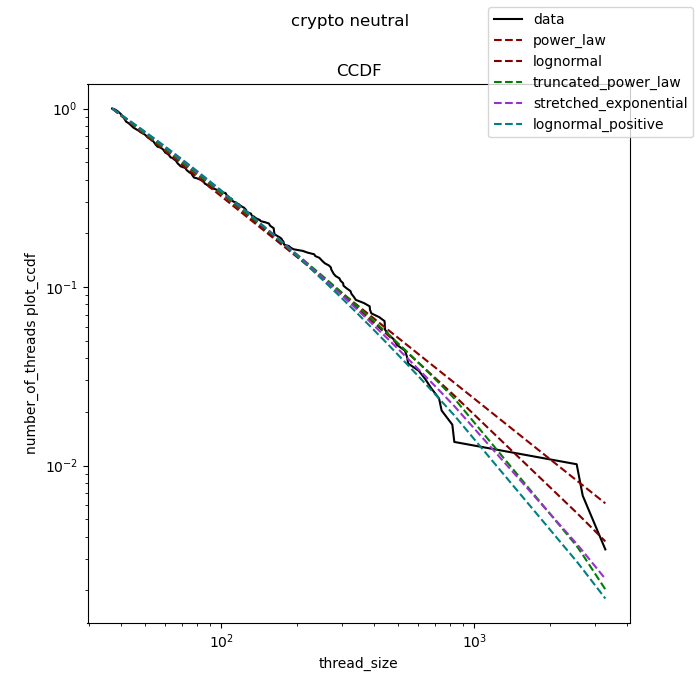 crypto neutral
data
power_law
lognormal
truncated_power_law
stretched_exponential
lognormal_positive
CCDF
number_of_threads plot_ccdf
10⁰
10⁻¹
10⁻²
10² 10³
thread_size